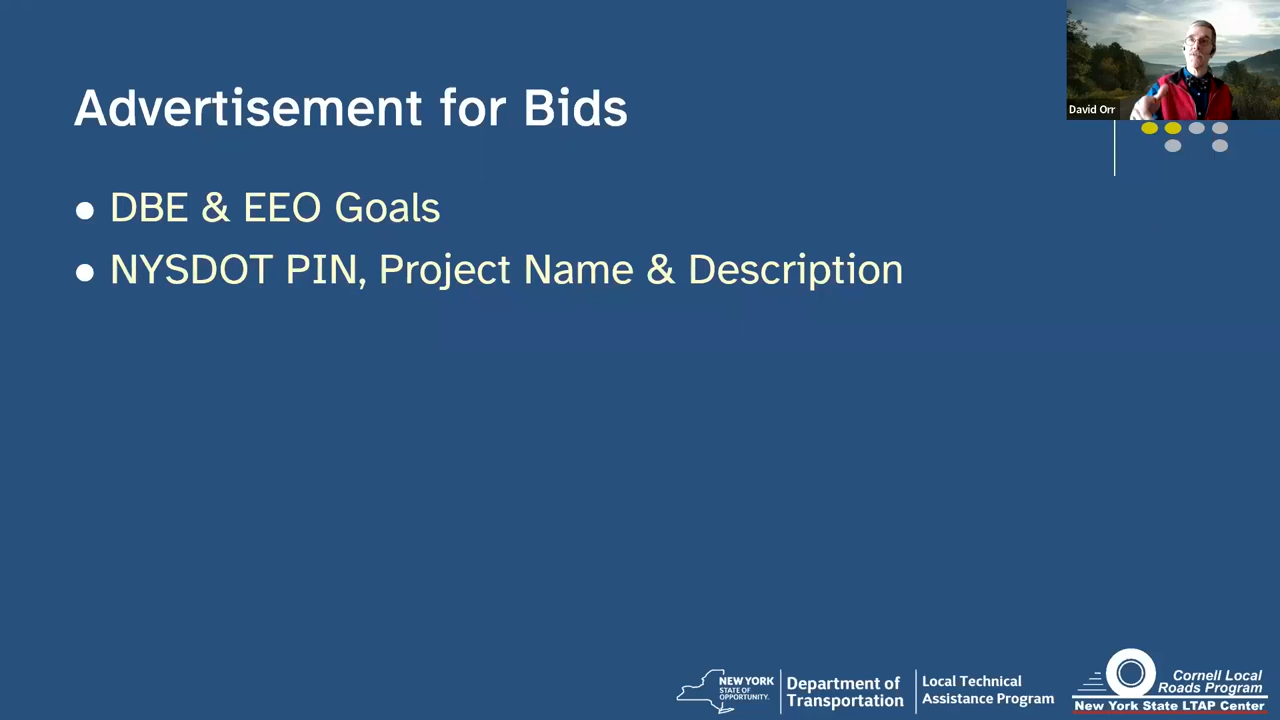 David Orr
Advertisement for Bids
• DBE & EEO Goals
• NYSDOT PIN, Project Name & Description
NEW YORK
STATE OF
OPPORTUNITY.
Department of
Transportation
Local Technical
Assistance Program
Cornell Local
Roads Program
New York State LTAP Center